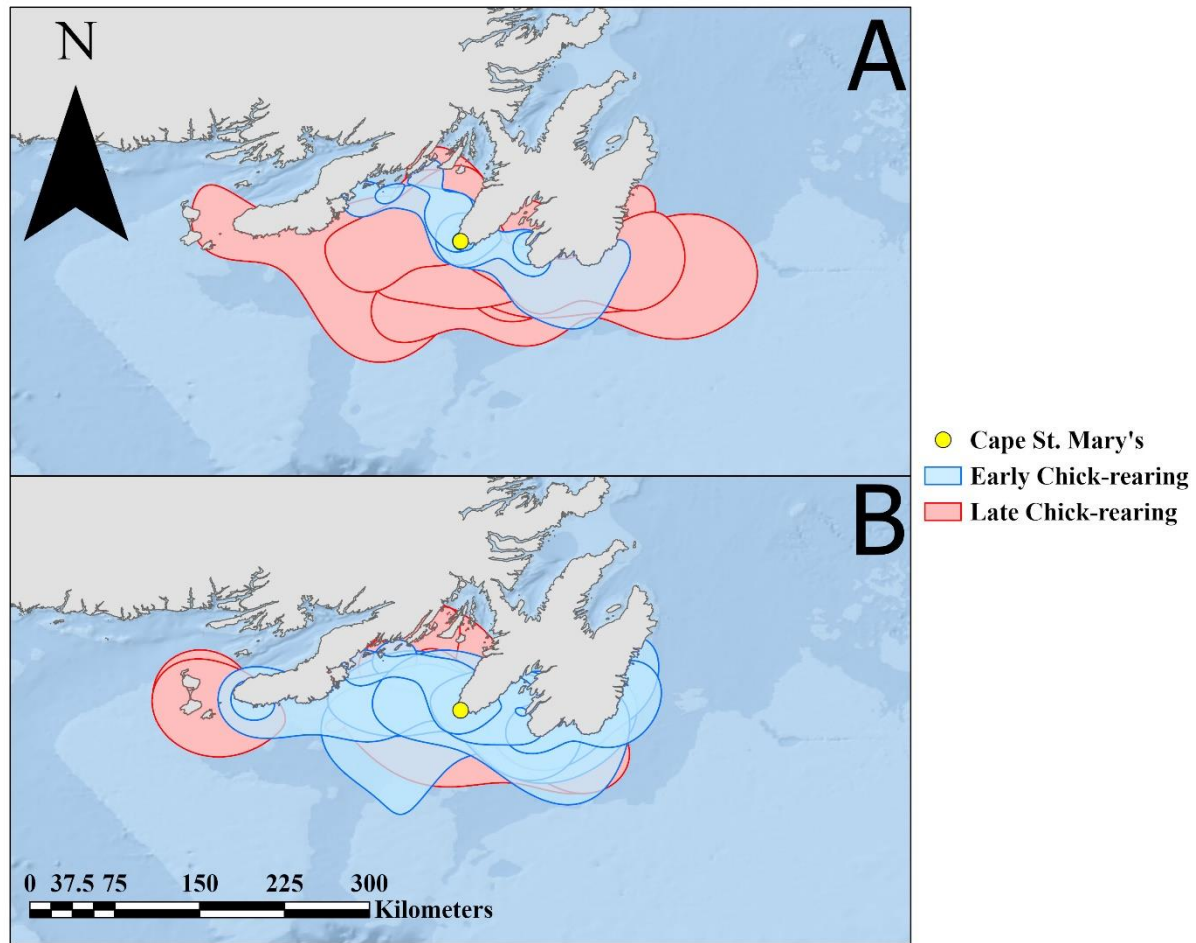 N
A
Cape St. Mary's
Early Chick-rearing
Late Chick-rearing
B
0 37.5 75 150 225 300
Kilometers